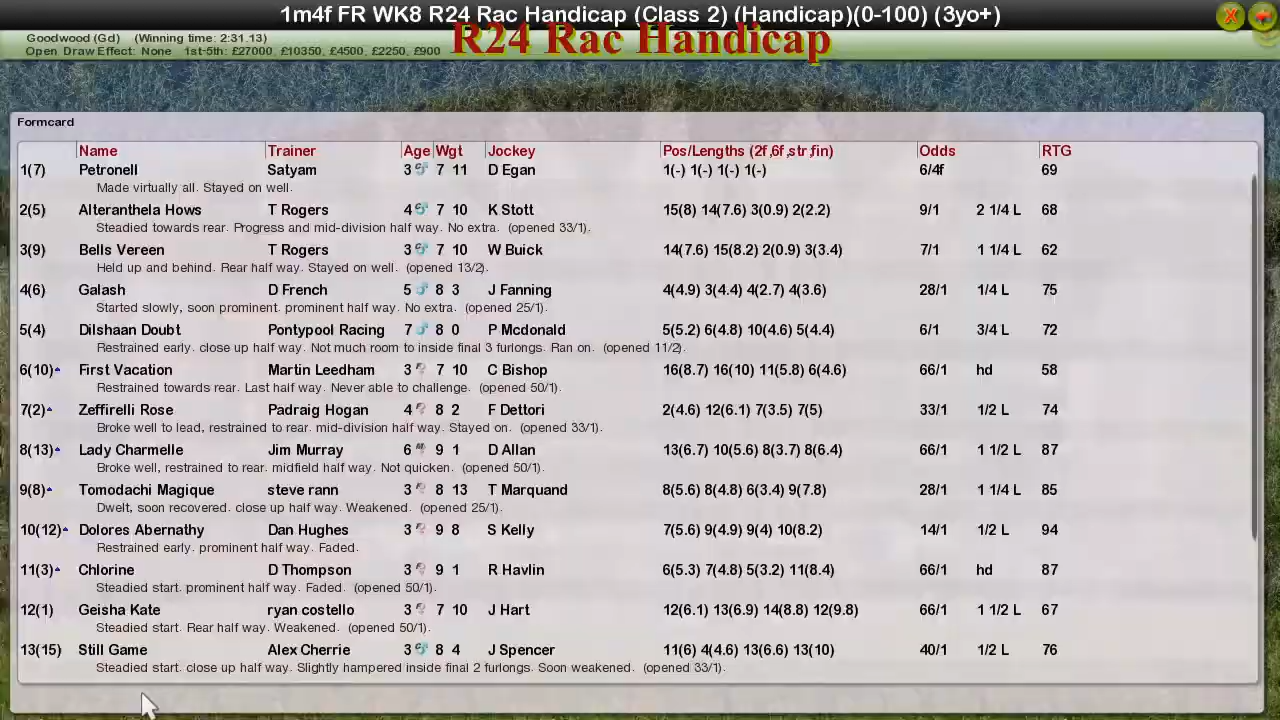 1m4f FR WK8 R24 Rac Handicap (Class 2) (Handicap)(0-100) (3yo+)
Goodwood (Gd) (Winning time: 2:31.13)
Open. Draw Effect: None 1st-5th: £27000, £10350, £4500, £2250, £900
R24 Rac Handicap
Formcard
Name Trainer Age Wgt Jockey Pos/Lengths (2f,6f,str,fin) Odds RTG
1(7) Petronell Satyam 3 7 11 D Egan 1(-) 1(-) 1(-) 1(-) 6/4f 69
Made virtually all. Stayed on well.
2(5) Alteranthela Hows T Rogers 4 7 10 K Stott 15(8) 14(7.6) 3(0.9) 2(2.2) 9/1 2 1/4 L 68
Steadied towards rear. Progress and mid-division half way. No extra. (opened 33/1).
3(9) Bells Vereen T Rogers 3 7 10 W Buick 14(7.6) 15(8.2) 2(0.9) 3(3.4) 7/1 1 1/4 L 62
Held up and behind. Rear half way. Stayed on well. (opened 13/2).
4(6) Galash D French 5 8 3 J Fanning 4(4.9) 3(4.4) 4(2.7) 4(3.6) 28/1 1/4 L 75
Started slowly, soon prominent. prominent half way. No extra. (opened 25/1).
5(4) Dilshaan Doubt Pontypool Racing 7 8 0 P Mcdonald 5(5.2) 6(4.8) 10(4.6) 5(4.4) 6/1 3/4 L 72
Restrained early. close up half way. Not much room to inside final 3 furlongs. Ran on. (opened 11/2).
6(10) First Vacation Martin Leedham 3 7 10 C Bishop 16(8.7) 16(10) 11(5.8) 6(4.6) 66/1 hd 58
Restrained towards rear. Last half way. Never able to challenge. (opened 50/1).
7(2) Zeffirelli Rose Padraig Hogan 4 8 2 F Dettori 2(4.6) 12(6.1) 7(3.5) 7(5) 33/1 1/2 L 74
Broke well to lead, restrained to rear. mid-division half way. Stayed on. (opened 33/1).
8(13) Lady Charmelle Jim Murray 6 9 1 D Allan 13(6.7) 10(5.6) 8(3.7) 8(6.4) 66/1 1 1/2 L 87
Broke well, restrained to rear. midfield half way. Not quicken. (opened 50/1).
9(8) Tomodachi Magique steve rann 3 8 13 T Marquand 8(5.6) 8(4.8) 6(3.4) 9(7.8) 28/1 1 1/4 L 85
Dwelt, soon recovered. close up half way. Weakened. (opened 25/1).
10(12) Dolores Abernathy Dan Hughes 3 9 8 S Kelly 7(5.6) 9(4.9) 9(4) 10(8.2) 14/1 1/2 L 94
Restrained early. prominent half way. Faded.
11(3) Chlorine D Thompson 3 9 1 R Havlin 6(5.3) 7(4.8) 5(3.2) 11(8.4) 66/1 hd 87
Steadied start. prominent half way. Faded. (opened 50/1).
12(1) Geisha Kate ryan costello 3 7 10 J Hart 12(6.1) 13(6.9) 14(8.8) 12(9.8) 66/1 1 1/2 L 67
Steadied start. Rear half way. Weakened. (opened 50/1).
13(15) Still Game Alex Cherrie 3 8 4 J Spencer 11(6) 4(4.6) 13(6.6) 13(10) 40/1 1/2 L 76
Steadied start. close up half way. Slightly hampered inside final 2 furlongs. Soon weakened. (opened 33/1).